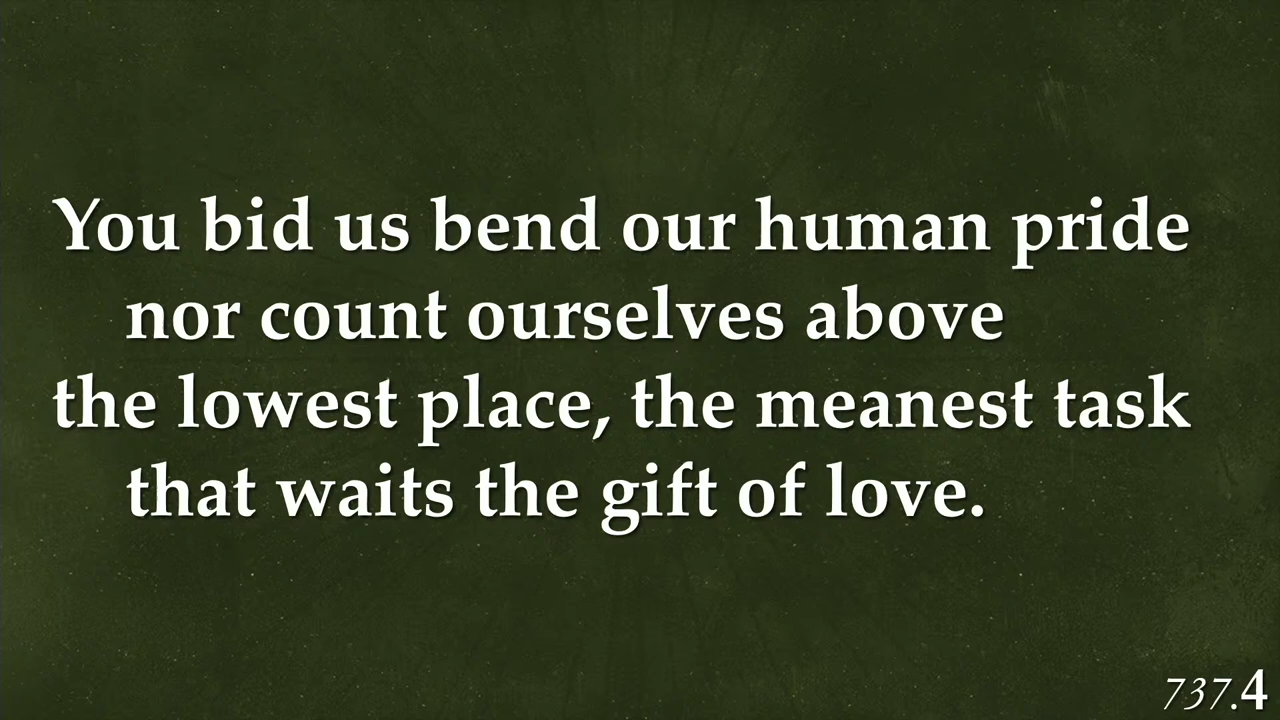 You bid us bend our human pride
nor count ourselves above
the lowest place, the meanest task
that waits the gift of love.
737.4